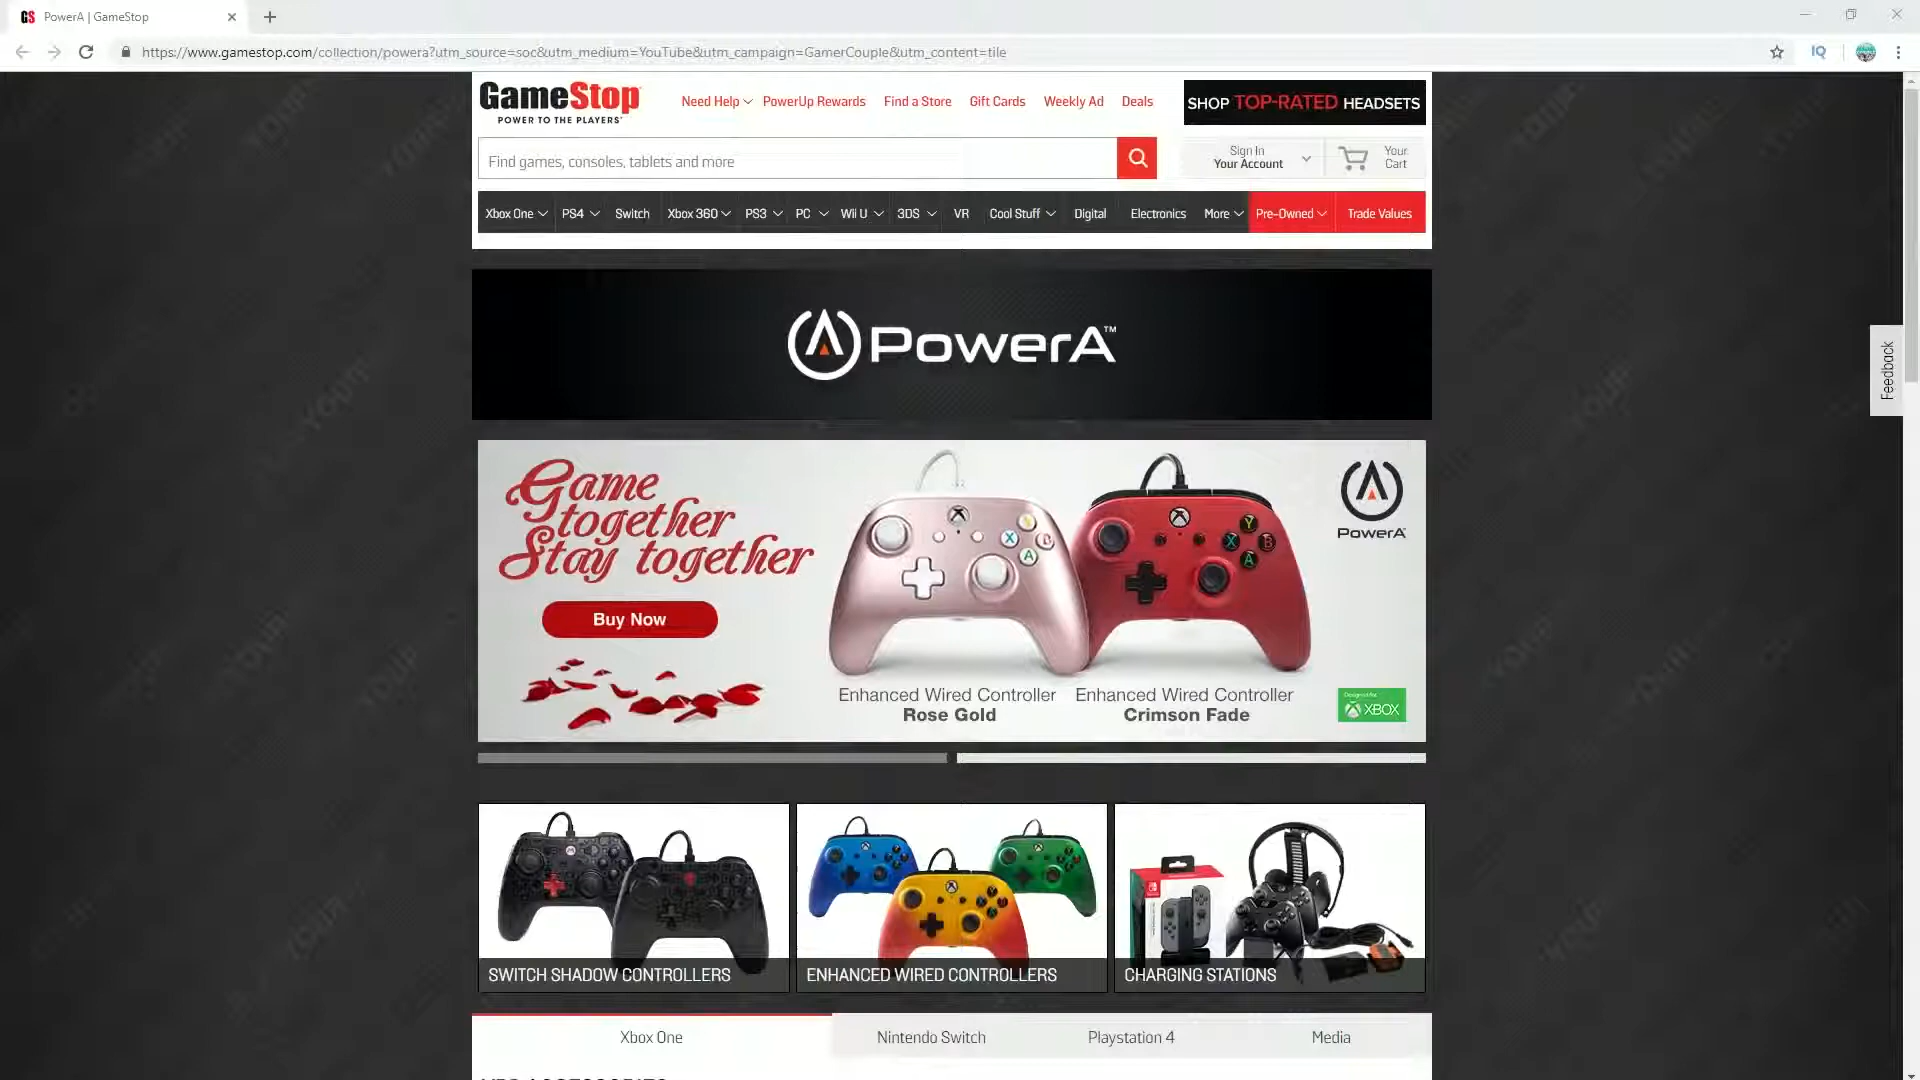 PowerA | GameStop
https://www.gamestop.com/collection/powera?utm_source=soc&utm_medium=YouTube&utm_campaign=GamerCouple&utm_content=tile
IQ
GameStop
POWER TO THE PLAYERS
Need Help PowerUp Rewards Find a Store Gift Cards Weekly Ad Deals
SHOP TOP-RATED HEADSETS
Find games, consoles, tablets and more
Sign In
Your Account
Your
Cart
Xbox One PS4 Switch Xbox 360 PS3 PC Wii U 3DS VR Cool Stuff Digital Electronics More Pre-Owned Trade Values
PowerA™
Feedback
Game
together
Stay together
Buy Now
PowerA
Y
X B
A
Y
X B
A
Enhanced Wired Controller
Rose Gold
Enhanced Wired Controller
Crimson Fade
XBOX
SWITCH SHADOW CONTROLLERS
ENHANCED WIRED CONTROLLERS
CHARGING STATIONS
Xbox One Nintendo Switch Playstation 4 Media